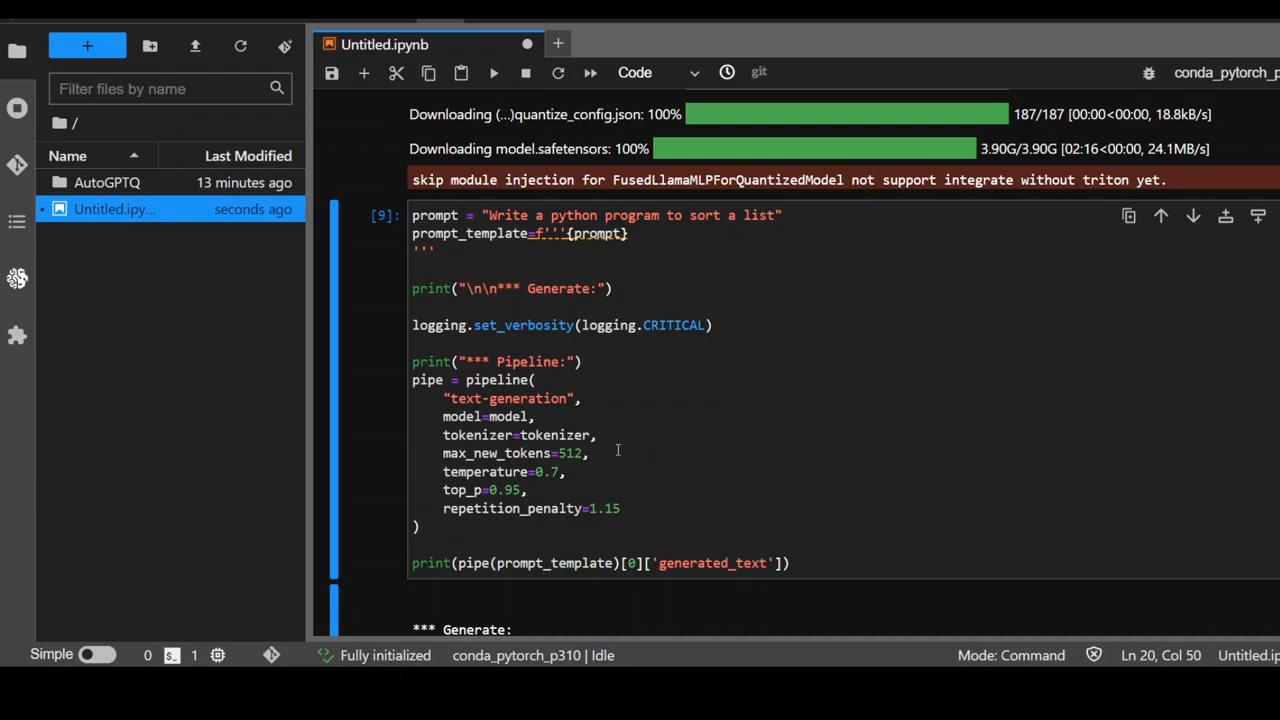 Untitled.ipynb
Code
git
conda_pytorch_p
Filter files by name
/
Name
Last Modified
AutoGPTQ
13 minutes ago
Untitled.ipy...
seconds ago
Downloading (...)quantize_config.json: 100%
187/187 [00:00<00:00, 18.8kB/s]
Downloading model.safetensors: 100%
3.90G/3.90G [02:16<00:00, 24.1MB/s]
skip module injection for FusedLlamaMLPForQuantizedModel not support integrate without triton yet.
[9]:
prompt = "Write a python program to sort a list"
prompt_template=f'''{prompt}
'''
print("\n\n*** Generate:")
logging.set_verbosity(logging.CRITICAL)
print("*** Pipeline:")
pipe = pipeline(
"text-generation",
model=model,
tokenizer=tokenizer,
max_new_tokens=512,
temperature=0.7,
top_p=0.95,
repetition_penalty=1.15
)
print(pipe(prompt_template)[0]['generated_text'])
*** Generate:
Simple
0
1
Fully initialized
conda_pytorch_p310 | Idle
Mode: Command
Ln 20, Col 50
Untitled.ip